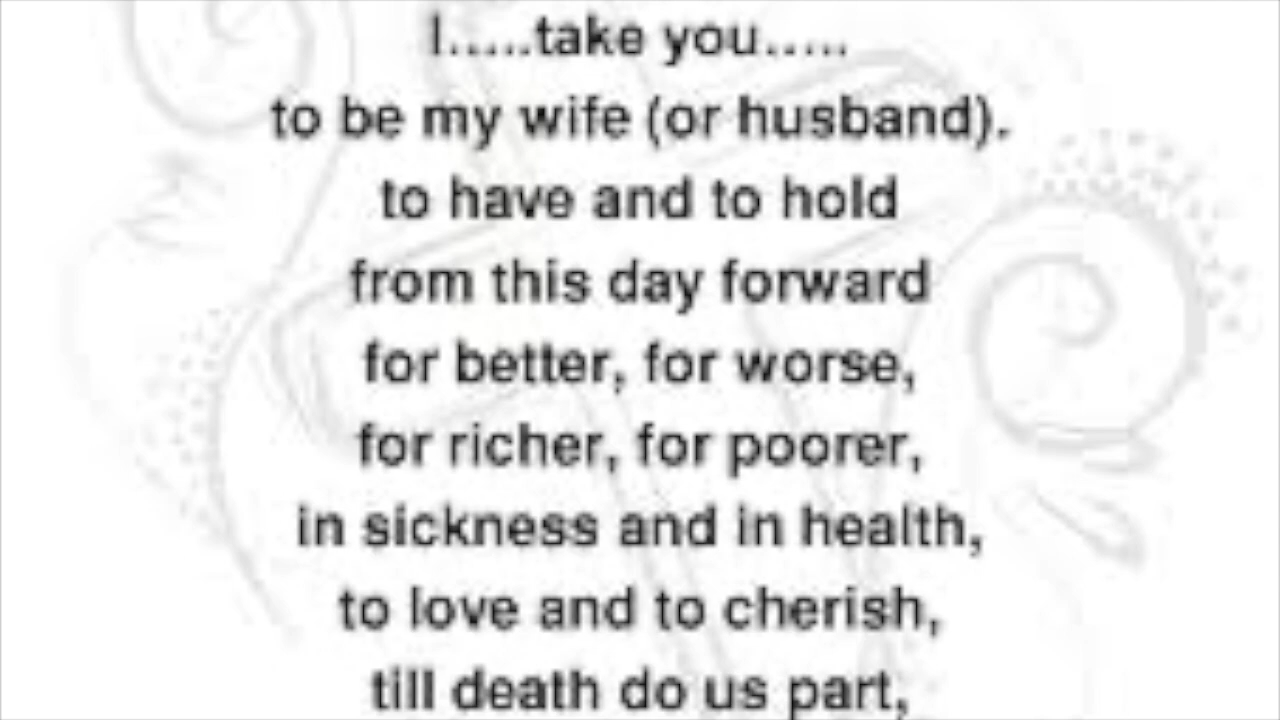 I.....take you.....
to be my wife (or husband).
to have and to hold
from this day forward
for better, for worse,
for richer, for poorer,
in sickness and in health,
to love and to cherish,
till death do us part,